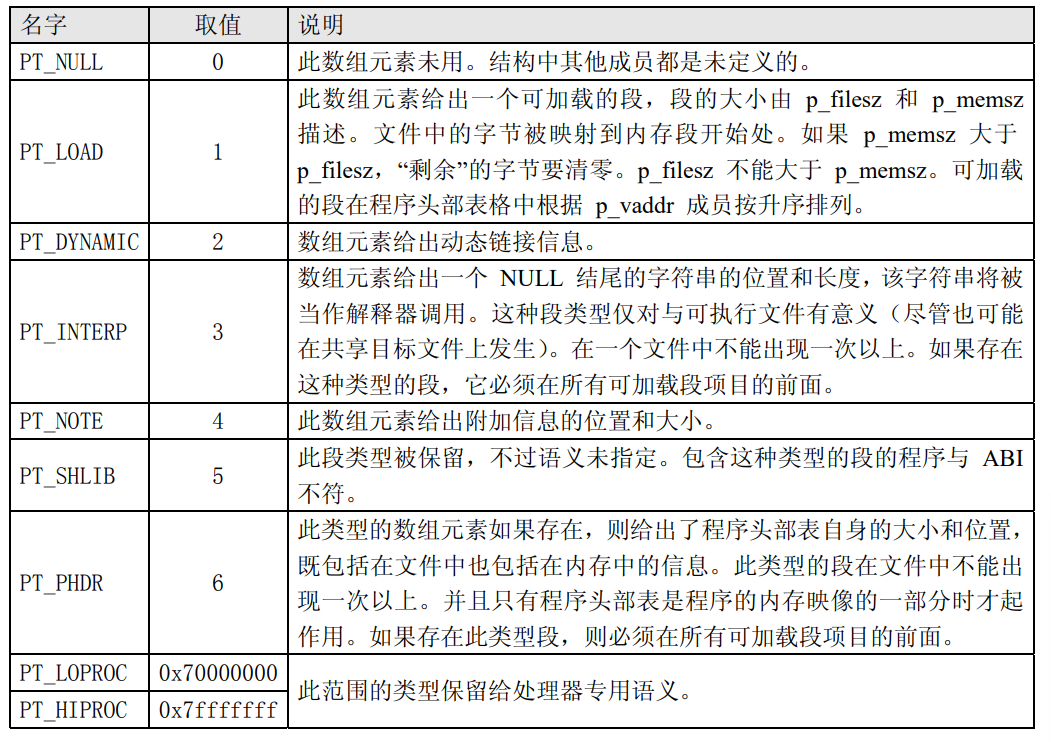 名字 取值 说明
PT_NULL 0 此数组元素未用。结构中其他成员都是未定义的。
此数组元素给出一个可加载的段，段的大小由 p_filesz 和 p_memsz
描述。文件中的字节被映射到内存段开始处。如果 p_memsz 大于
PT_LOAD 1
p_filesz，“剩余”的字节要清零。p_filesz 不能大于 p_memsz。可加载
的段在程序头部表格中根据 p_vaddr 成员按升序排列。
PT_DYNAMIC 2 数组元素给出动态链接信息。
数组元素给出一个 NULL 结尾的字符串的位置和长度，该字符串将被
当作解释器调用。这种段类型仅对与可执行文件有意义（尽管也可能
PT_INTERP 3
在共享目标文件上发生）。在一个文件中不能出现一次以上。如果存在
这种类型的段，它必须在所有可加载段项目的前面。
PT_NOTE 4 此数组元素给出附加信息的位置和大小。
此段类型被保留，不过语义未指定。包含这种类型的段的程序与 ABI
PT_SHLIB 5
不符。
此类型的数组元素如果存在，则给出了程序头部表自身的大小和位置，
既包括在文件中也包括在内存中的信息。此类型的段在文件中不能出
PT_PHDR 6
现一次以上。并且只有程序头部表是程序的内存映像的一部分时才起
作用。如果存在此类型段，则必须在所有可加载段项目的前面。
PT_LOPROC 0x70000000
此范围的类型保留给处理器专用语义。
PT_HIPROC 0x7fffffff